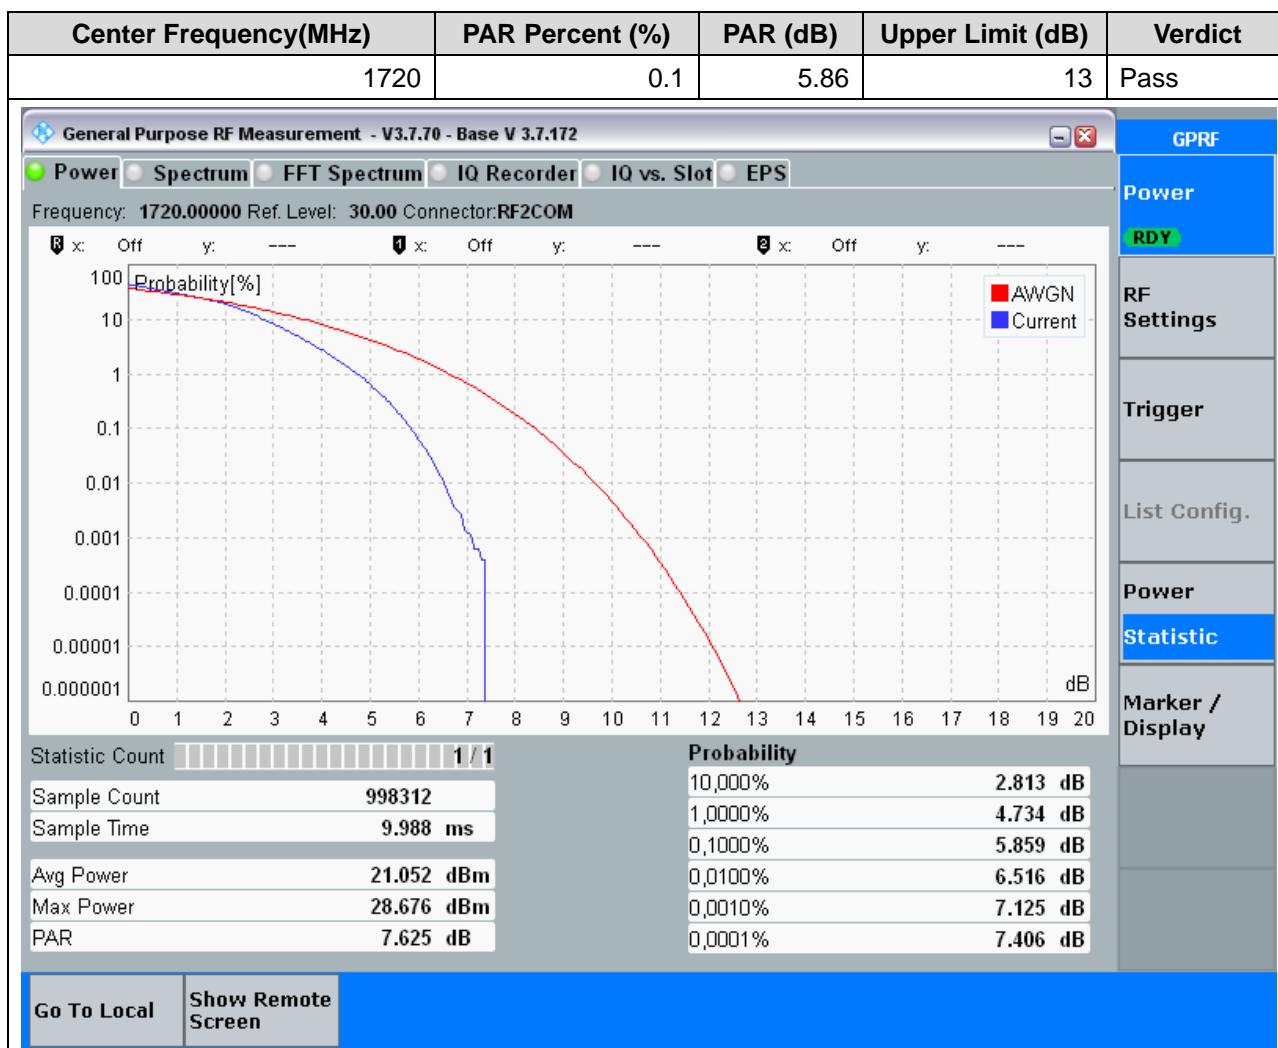 Center Frequency(MHz) PAR Percent (%) PAR (dB) Upper Limit (dB) Verdict
1720 0.1 5.86 13 Pass
General Purpose RF Measurement - V3.7.70 - Base V 3.7.172
GPRF
Power Spectrum FFT Spectrum IQ Recorder IQ vs. Slot EPS
Power
RDY
Frequency: 1720.00000 Ref. Level: 30.00 Connector:RF2COM
R x: Off y: --- 1 x: Off y: --- 2 x: Off y: ---
Probability[%]
AWGN
Current
100
10
1
0.1
0.01
0.001
0.0001
0.00001
0.000001
dB
0 1 2 3 4 5 6 7 8 9 10 11 12 13 14 15 16 17 18 19 20
RF
Settings
Trigger
List Config.
Power
Statistic
Marker /
Display
Statistic Count 1 / 1
Sample Count 998312
Sample Time 9.988 ms
Avg Power 21.052 dBm
Max Power 28.676 dBm
PAR 7.625 dB
Probability
10,000% 2.813 dB
1,0000% 4.734 dB
0,1000% 5.859 dB
0,0100% 6.516 dB
0,0010% 7.125 dB
0,0001% 7.406 dB
Go To Local
Show Remote
Screen